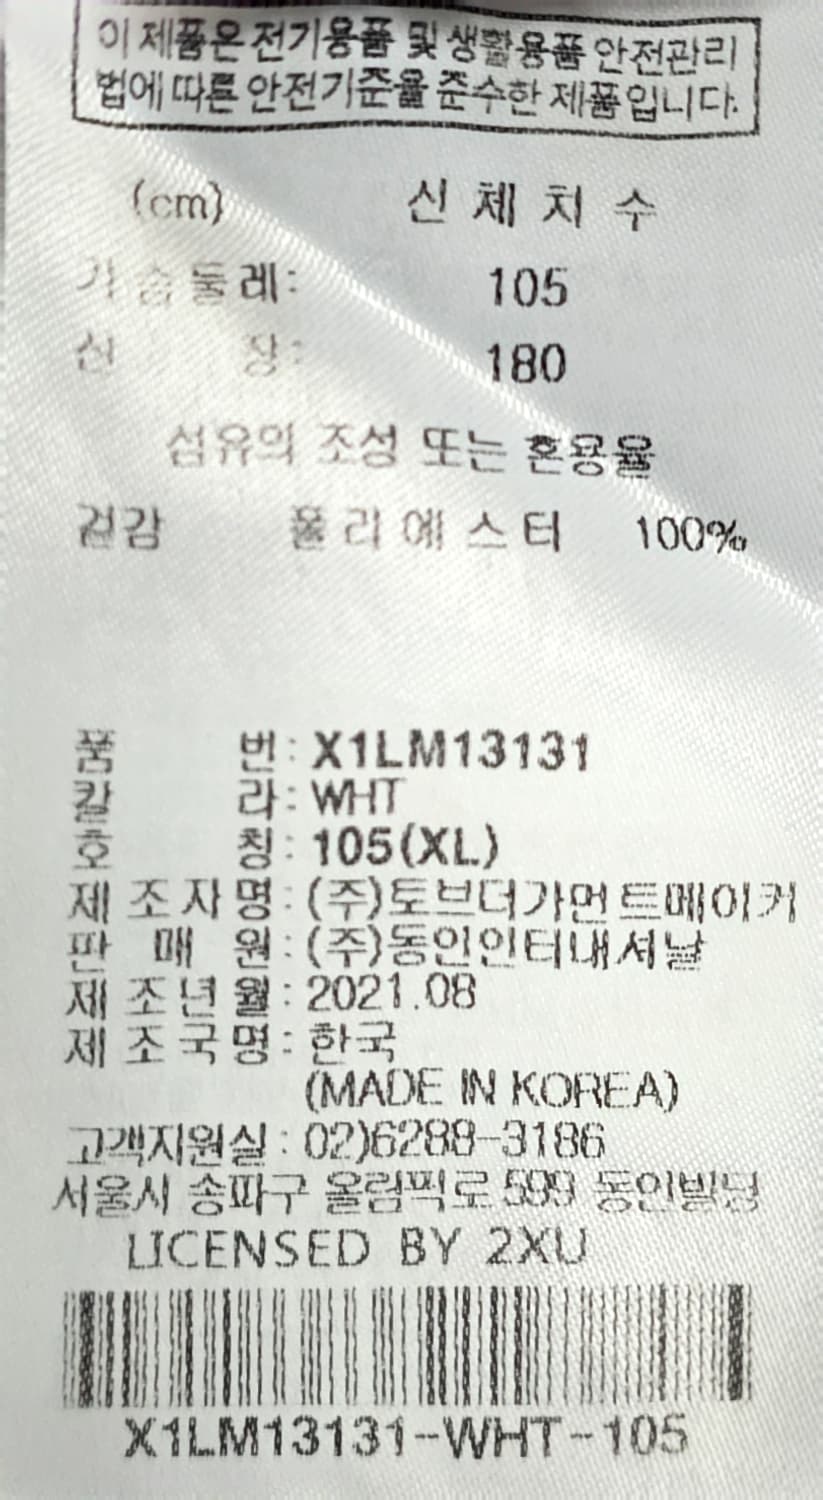 이 제품은 전기용품 및 생활용품 안전관리
법에 따른 안전기준을 준수한 제품입니다.
(cm) 신체치수
가슴둘레: 105
신 장: 180
섬유의 조성 또는 혼용율
겉감 폴리에스터 100%
품 번: X1LM13131
칼 라: WHT
호 칭: 105(XL)
제조자명: (주)토브더가먼트메이커
판 매 원: (주)동인인터내셔날
제조년월: 2021.08
제조국명: 한국
(MADE IN KOREA)
고객지원실: 02)6288-3186
서울시 송파구 올림픽로 599 동인빌딩
LICENSED BY 2XU
X1LM13131-WHT-105